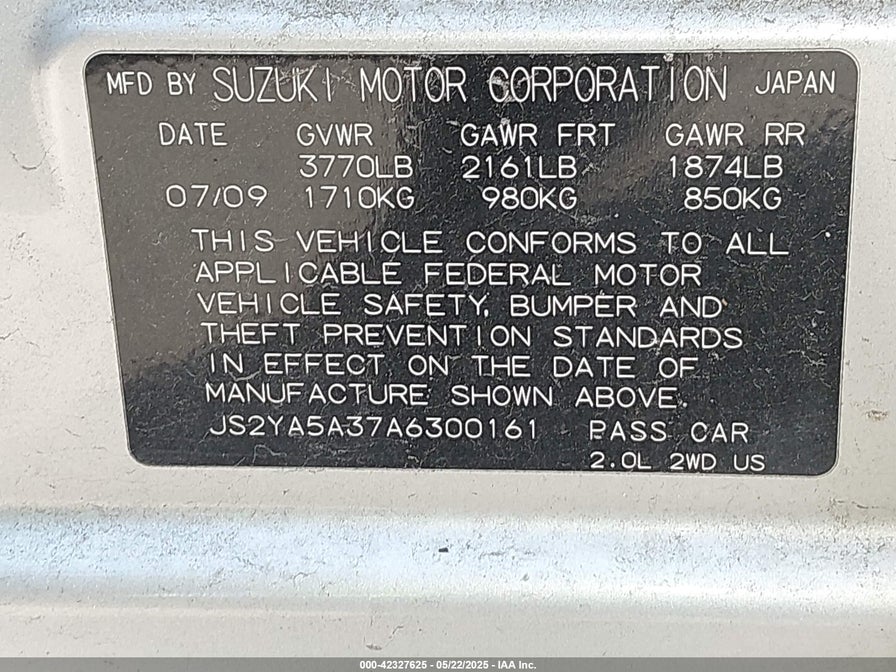 MFD BY SUZUKI MOTOR CORPORATION JAPAN
DATE GVWR GAWR FRT GAWR RR
3770LB 2161LB 1874LB
07/09 1710KG 980KG 850KG
THIS VEHICLE CONFORMS TO ALL
APPLICABLE FEDERAL MOTOR
VEHICLE SAFETY, BUMPER AND
THEFT PREVENTION STANDARDS
IN EFFECT ON THE DATE OF
MANUFACTURE SHOWN ABOVE.
JS2YA5A37A6300161 PASS CAR
2.0L 2WD US
000-42327625 - 05/22/2025 - IAA Inc.